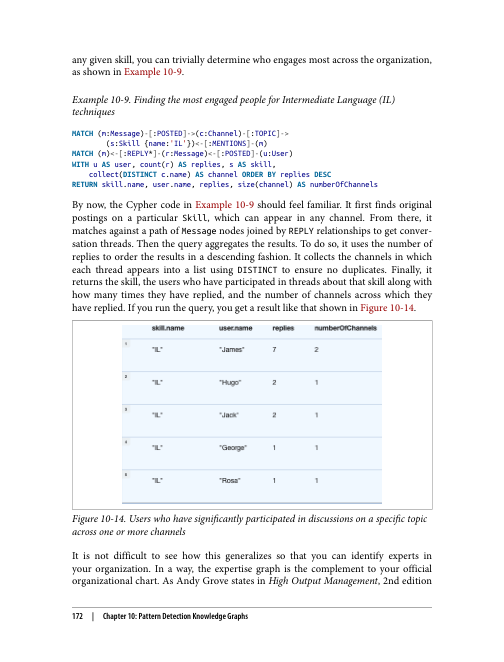 any given skill, you can trivially determine who engages most across the organization,
as shown in Example 10-9.
Example 10-9. Finding the most engaged people for Intermediate Language (IL)
techniques
MATCH (m:Message)-[:POSTED]->(c:Channel)-[:TOPIC]->
(s:Skill {name:'IL'})<-[:MENTIONS]-(m)
MATCH (m)<-[:REPLY*]-(r:Message)<-[:POSTED]-(u:User)
WITH u AS user, count(r) AS replies, s AS skill,
collect(DISTINCT c.name) AS channel ORDER BY replies DESC
RETURN skill.name, user.name, replies, size(channel) AS numberOfChannels
By now, the Cypher code in Example 10-9 should feel familiar. It first finds original
postings on a particular Skill, which can appear in any channel. From there, it
matches against a path of Message nodes joined by REPLY relationships to get conver-
sation threads. Then the query aggregates the results. To do so, it uses the number of
replies to order the results in a descending fashion. It collects the channels in which
each thread appears into a list using DISTINCT to ensure no duplicates. Finally, it
returns the skill, the users who have participated in threads about that skill along with
how many times they have replied, and the number of channels across which they
have replied. If you run the query, you get a result like that shown in Figure 10-14.
skill.name user.name replies numberOfChannels
1 "IL" "James" 7 2
2 "IL" "Hugo" 2 1
3 "IL" "Jack" 2 1
4 "IL" "George" 1 1
5 "IL" "Rosa" 1 1
Figure 10-14. Users who have significantly participated in discussions on a specific topic
across one or more channels
It is not difficult to see how this generalizes so that you can identify experts in
your organization. In a way, the expertise graph is the complement to your official
organizational chart. As Andy Grove states in High Output Management, 2nd edition
172 | Chapter 10: Pattern Detection Knowledge Graphs